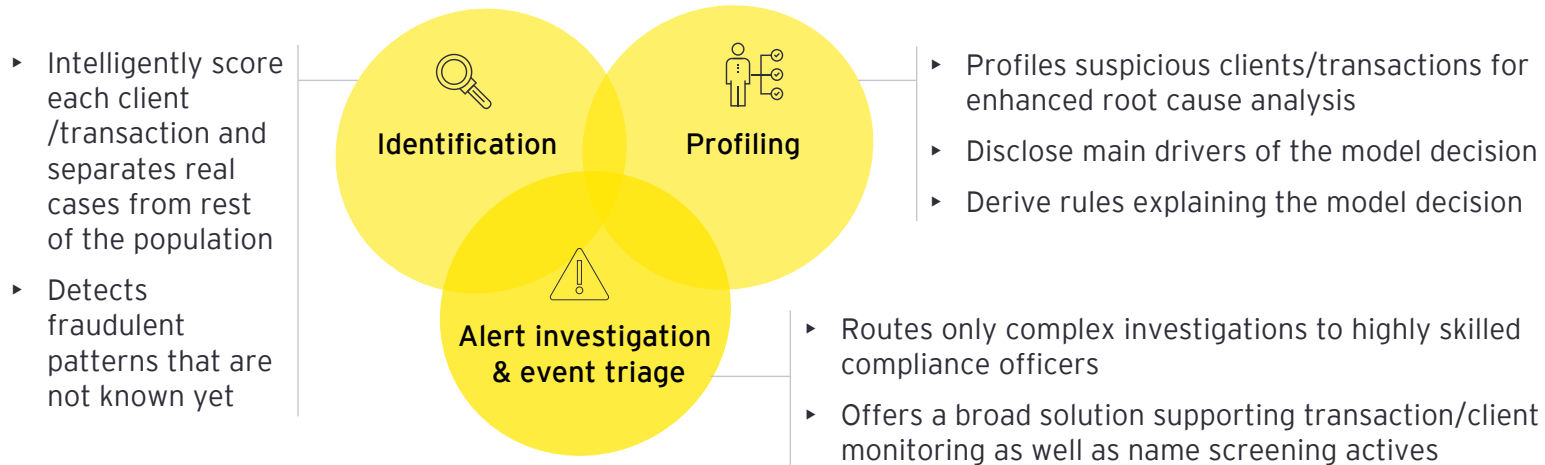 ▸ Intelligently score
each client
/transaction and
separates real
cases from rest
of the population
▸ Detects
fraudulent
patterns that are
not known yet
Identification
Profiling
Alert investigation
& event triage
▸ Profiles suspicious clients/transactions for
enhanced root cause analysis
▸ Disclose main drivers of the model decision
▸ Derive rules explaining the model decision
▸ Routes only complex investigations to highly skilled
compliance officers
▸ Offers a broad solution supporting transaction/client
monitoring as well as name screening actives